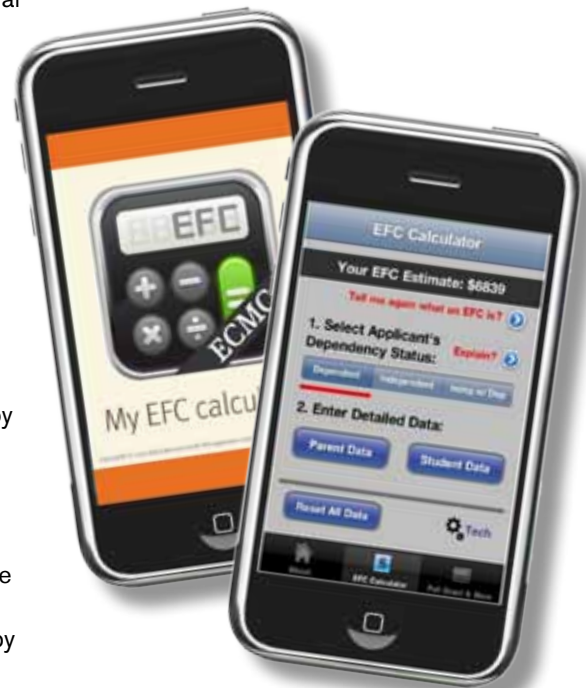 al
EFC
ECMC
My EFC calcu
by
e
by
EFC Calculator
Your EFC Estimate: $6839
Tell me again what an EFC is?
1. Select Applicant's
Dependency Status:
Explain?
Dependent Independent
2. Enter Detailed Data:
Parent Data Student Data
Reset All Data
Tech
EFC Calculator